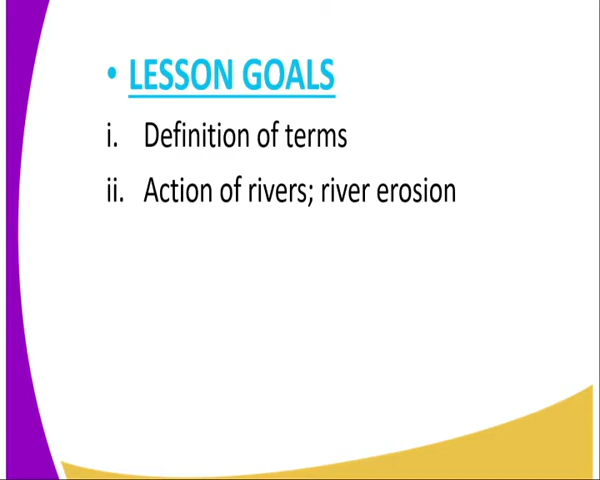 • LESSON GOALS
i. Definition of terms
ii. Action of rivers; river erosion